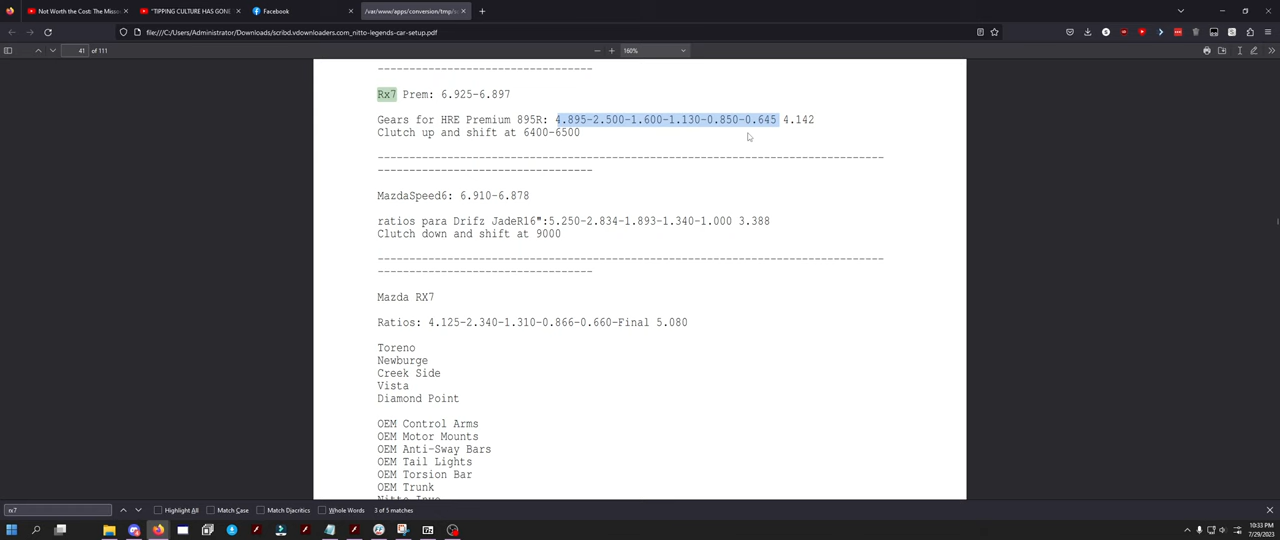 Not Worth the Cost: The Missi
"TIPPING CULTURE HAS GONE
Facebook
/var/www/apps/conversion/tmp/sc
file:///C:/Users/Administrator/Downloads/scribd.vdownloaders.com_nitto-legends-car-setup.pdf
41 of 111
160%
---------------------------------
Rx7 Prem: 6.925-6.897
Gears for HRE Premium 895R: 4.895-2.500-1.600-1.130-0.850-0.645 4.142
Clutch up and shift at 6400-6500
-------------------------------------------------------------------------------
---------------------------------
MazdaSpeed6: 6.910-6.878
ratios para Drifz JadeR16":5.250-2.834-1.893-1.340-1.000 3.388
Clutch down and shift at 9000
-------------------------------------------------------------------------------
---------------------------------
Mazda RX7
Ratios: 4.125-2.340-1.310-0.866-0.660-Final 5.080
Toreno
Newburge
Creek Side
Vista
Diamond Point
OEM Control Arms
OEM Motor Mounts
OEM Anti-Sway Bars
OEM Tail Lights
OEM Torsion Bar
OEM Trunk
rx7
Highlight All
Match Case
Match Diacritics
Whole Words
3 of 5 matches
10:33 PM
7/29/2023